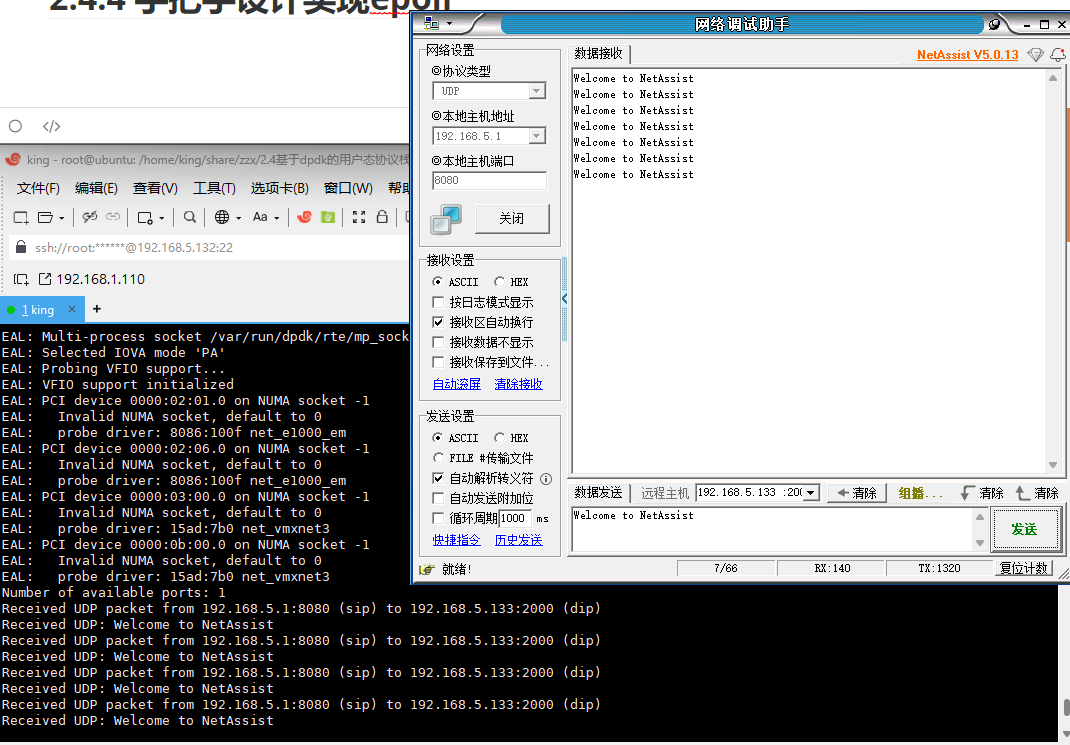 2.4.4 手把手设计实现epoll
king - root@ubuntu: /home/king/share/zzx/2.4基于dpdk的用户态协议栈
文件(F) 编辑(E) 查看(V) 工具(T) 选项卡(B) 窗口(W) 帮助
Aa
ssh://root:******@192.168.5.132:22
192.168.1.110
1 king × +
EAL: Multi-process socket /var/run/dpdk/rte/mp_sock
EAL: Selected IOVA mode 'PA'
EAL: Probing VFIO support...
EAL: VFIO support initialized
EAL: PCI device 0000:02:01.0 on NUMA socket -1
EAL:   Invalid NUMA socket, default to 0
EAL:   probe driver: 8086:100f net_e1000_em
EAL: PCI device 0000:02:06.0 on NUMA socket -1
EAL:   Invalid NUMA socket, default to 0
EAL:   probe driver: 8086:100f net_e1000_em
EAL: PCI device 0000:03:00.0 on NUMA socket -1
EAL:   Invalid NUMA socket, default to 0
EAL:   probe driver: 15ad:7b0 net_vmxnet3
EAL: PCI device 0000:0b:00.0 on NUMA socket -1
EAL:   Invalid NUMA socket, default to 0
EAL:   probe driver: 15ad:7b0 net_vmxnet3
Number of available ports: 1
Received UDP packet from 192.168.5.1:8080 (sip) to 192.168.5.133:2000 (dip)
Received UDP: Welcome to NetAssist
Received UDP packet from 192.168.5.1:8080 (sip) to 192.168.5.133:2000 (dip)
Received UDP: Welcome to NetAssist
Received UDP packet from 192.168.5.1:8080 (sip) to 192.168.5.133:2000 (dip)
Received UDP: Welcome to NetAssist
Received UDP packet from 192.168.5.1:8080 (sip) to 192.168.5.133:2000 (dip)
Received UDP: Welcome to NetAssist
网络调试助手
网络设置
协议类型
UDP
本地主机地址
192.168.5.1
本地主机端口
8080
关闭
接收设置
ASCII HEX
按日志模式显示
接收区自动换行
接收数据不显示
接收保存到文件...
自动滚屏 清除接收
发送设置
ASCII HEX
FILE #传输文件
自动解析转义符
自动发送附加位
循环周期 1000 ms
快捷指令 历史发送
就绪!
数据接收 NetAssist V5.0.13
Welcome to NetAssist
Welcome to NetAssist
Welcome to NetAssist
Welcome to NetAssist
Welcome to NetAssist
Welcome to NetAssist
Welcome to NetAssist
数据发送 远程主机 192.168.5.133 :200 清除 组播... 清除 清除
Welcome to NetAssist
发送
7/66 RX:140 TX:1320 复位计数